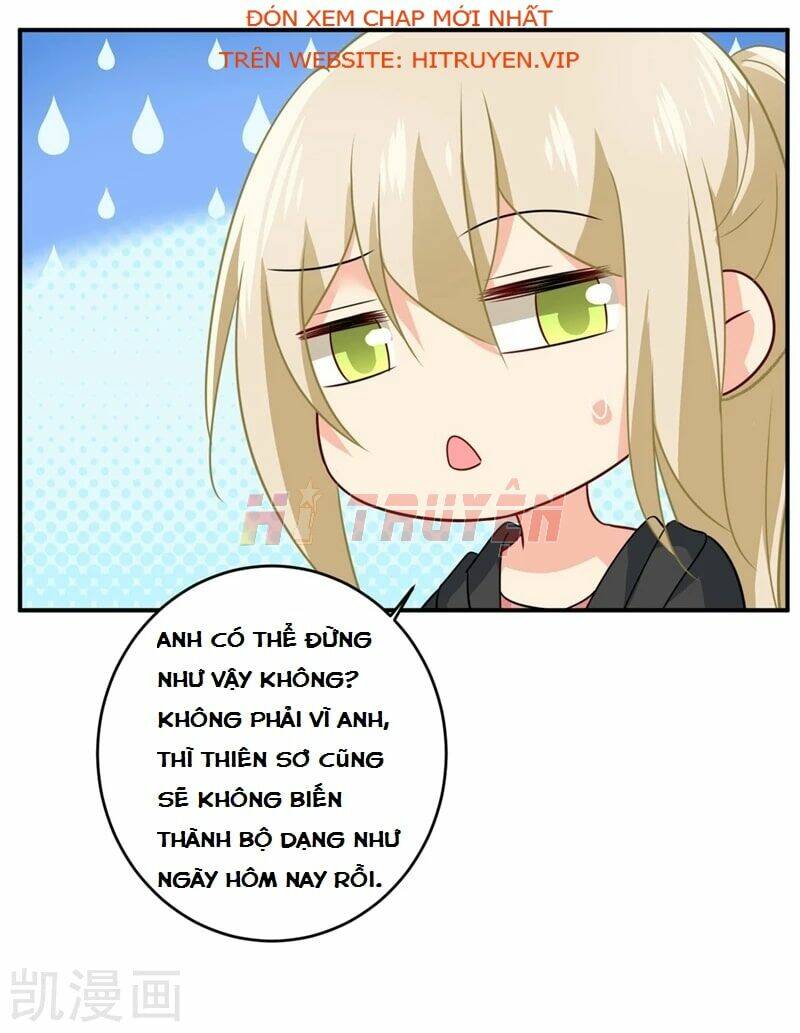 ĐÓN XEM CHAP MỚI NHẤT
TRÊN WEBSITE: HITRUYEN.VIP
HI TRUYỆN
ANH CÓ THỂ ĐỪNG
NHƯ VẬY KHÔNG?
KHÔNG PHẢI VÌ ANH,
THÌ THIÊN SƠ CŨNG
SẼ KHÔNG BIẾN
THÀNH BỘ DẠNG NHƯ
NGÀY HÔM NAY RỒI.
凯漫画